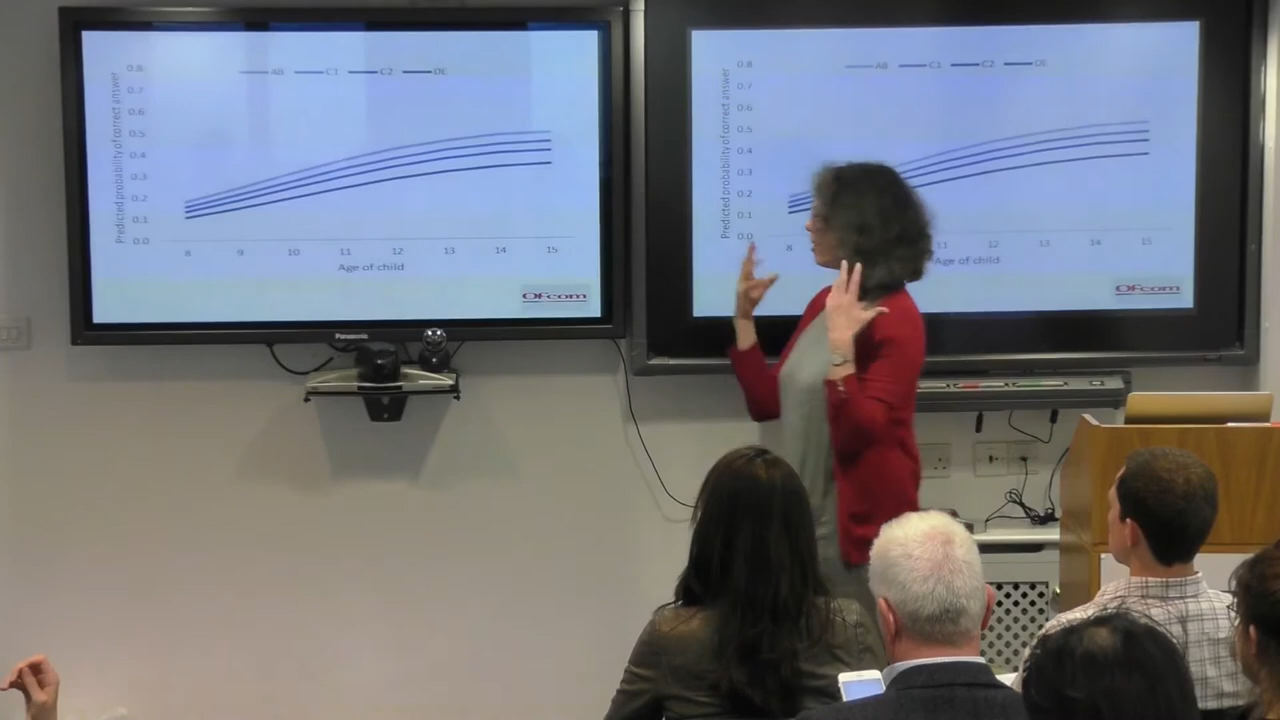 AB C1 C2 DE
Predicted probability of correct answer
0.8
0.7
0.6
0.5
0.4
0.3
0.2
0.1
0.0
8 9 10 11 12 13 14 15
Age of child
Ofcom
Panasonic
AB C1 C2 DE
Predicted probability of correct answer
0.8
0.7
0.6
0.5
0.4
0.3
0.2
0.1
0.0
8 11 12 13 14 15
Age of child
Ofcom